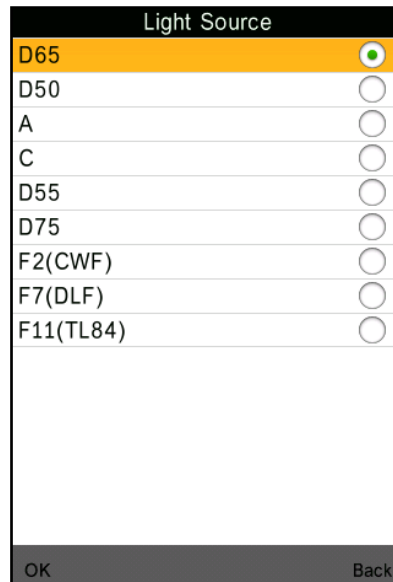 Light Source
D65
D50
A
C
D55
D75
F2(CWF)
F7(DLF)
F11(TL84)
OK Back